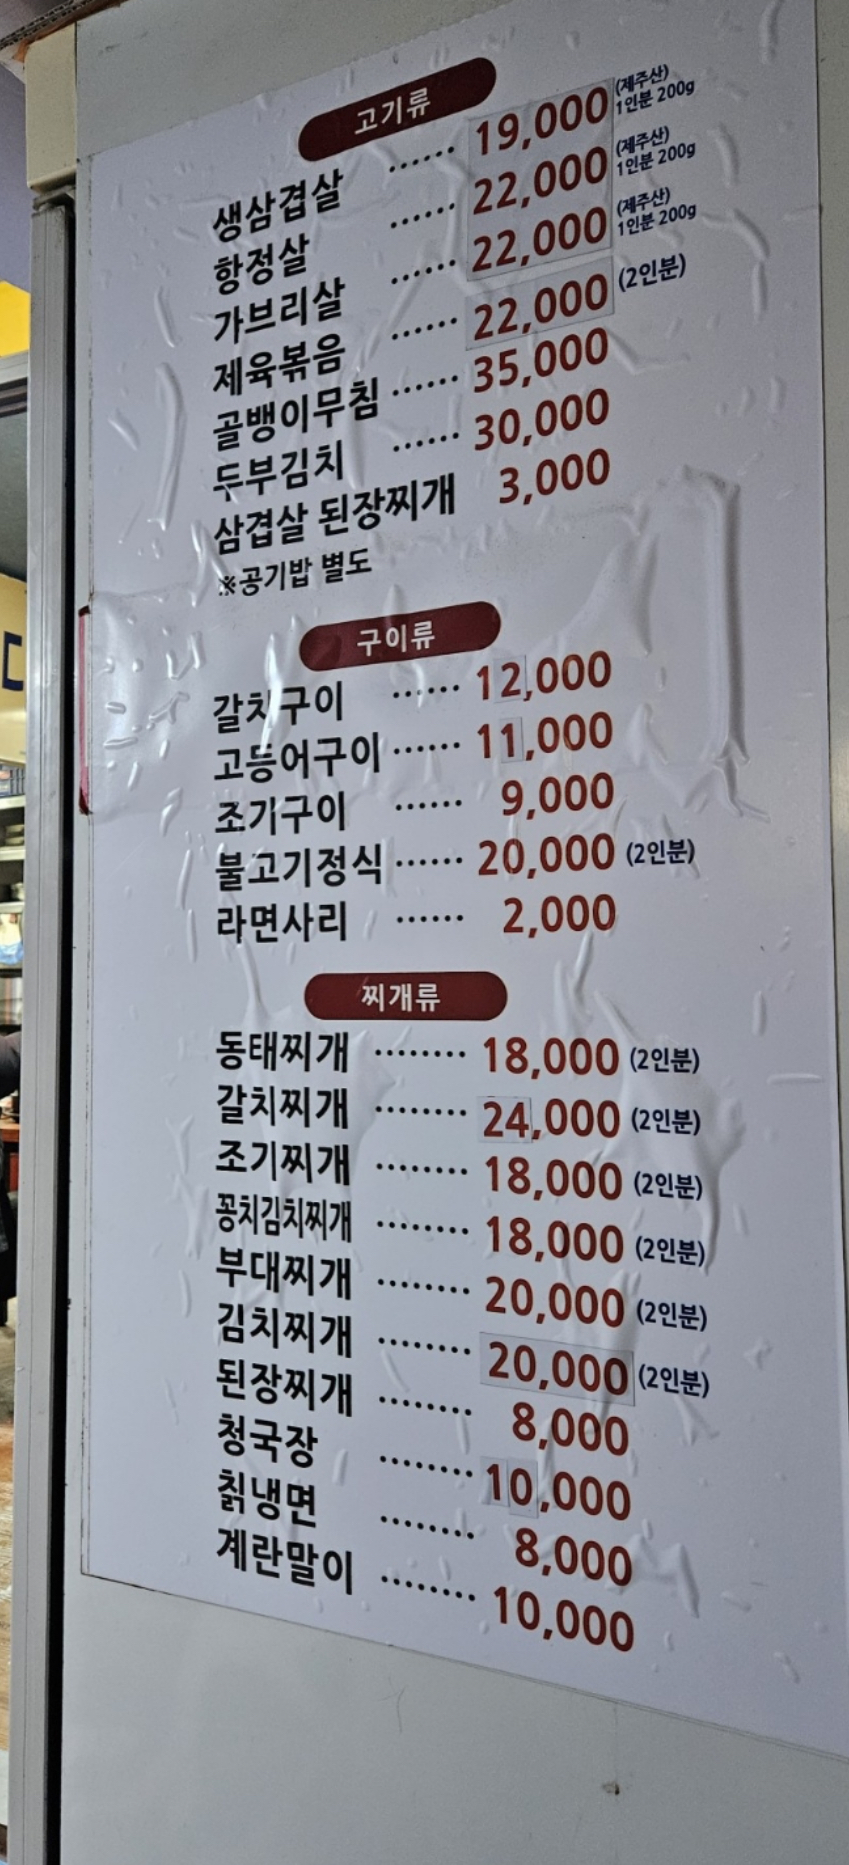 고기류
생삼겹살 ...... 19,000 (제주산) 1인분 200g
항정살 ...... 22,000 (제주산) 1인분 200g
가브리살 ...... 22,000 (제주산) 1인분 200g
제육볶음 ...... 22,000 (2인분)
골뱅이무침 ...... 35,000
두부김치 ...... 30,000
삼겹살 된장찌개 3,000
※공기밥 별도
구이류
갈치구이 ...... 12,000
고등어구이 ...... 11,000
조기구이 ...... 9,000
불고기정식 ...... 20,000 (2인분)
라면사리 ...... 2,000
찌개류
동태찌개 ........ 18,000 (2인분)
갈치찌개 ........ 24,000 (2인분)
조기찌개 ........ 18,000 (2인분)
꽁치김치찌개 ........ 18,000 (2인분)
부대찌개 ........ 20,000 (2인분)
김치찌개 ........ 20,000 (2인분)
된장찌개 ........ 8,000
청국장 ........ 10,000
칡냉면 ........ 8,000
계란말이 ........ 10,000